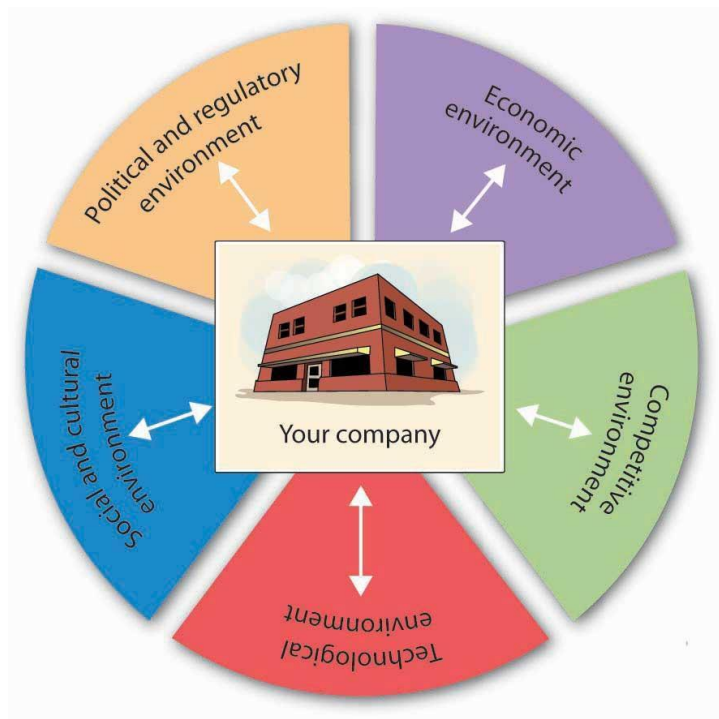 Political and regulatory
environment
Economic
environment
Competitive
environment
Technological
environment
Social and cultural
environment
Your company